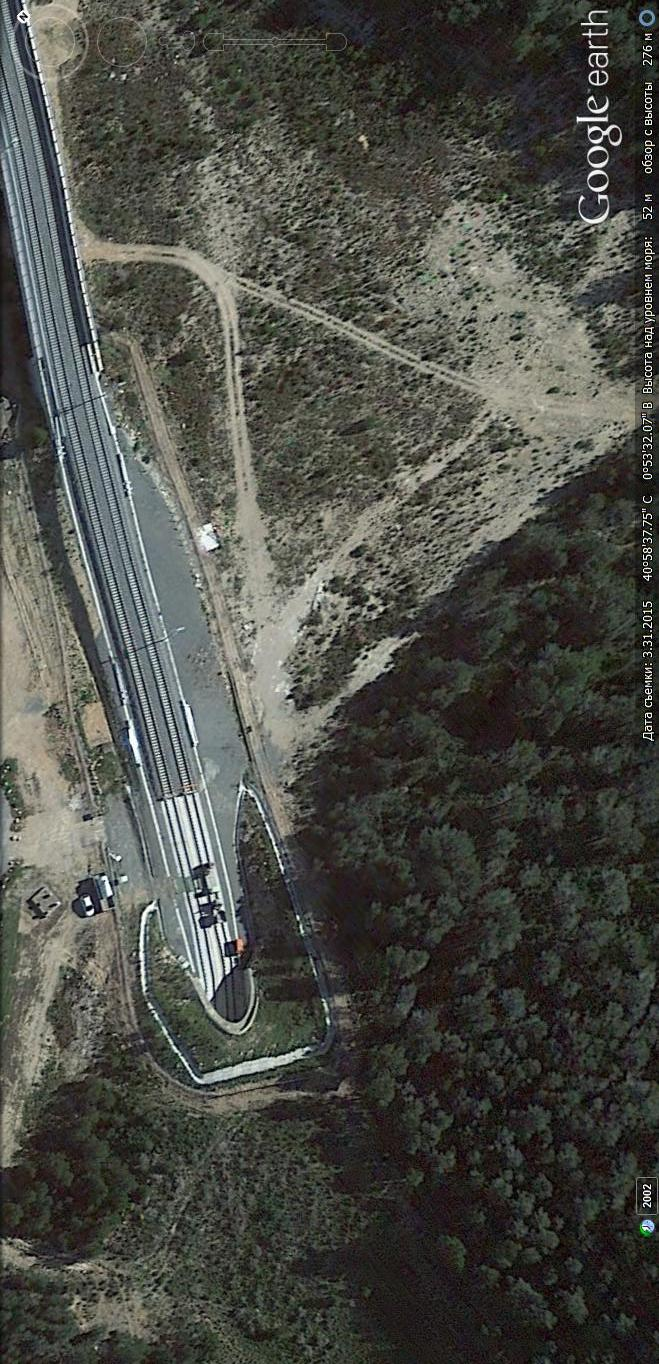 Google earth
Дата съемки: 3.31.2015 40°58'37.75" С 0°53'32.07" В Высота над уровнем моря: 52 м обзор с высоты 276 м
2002